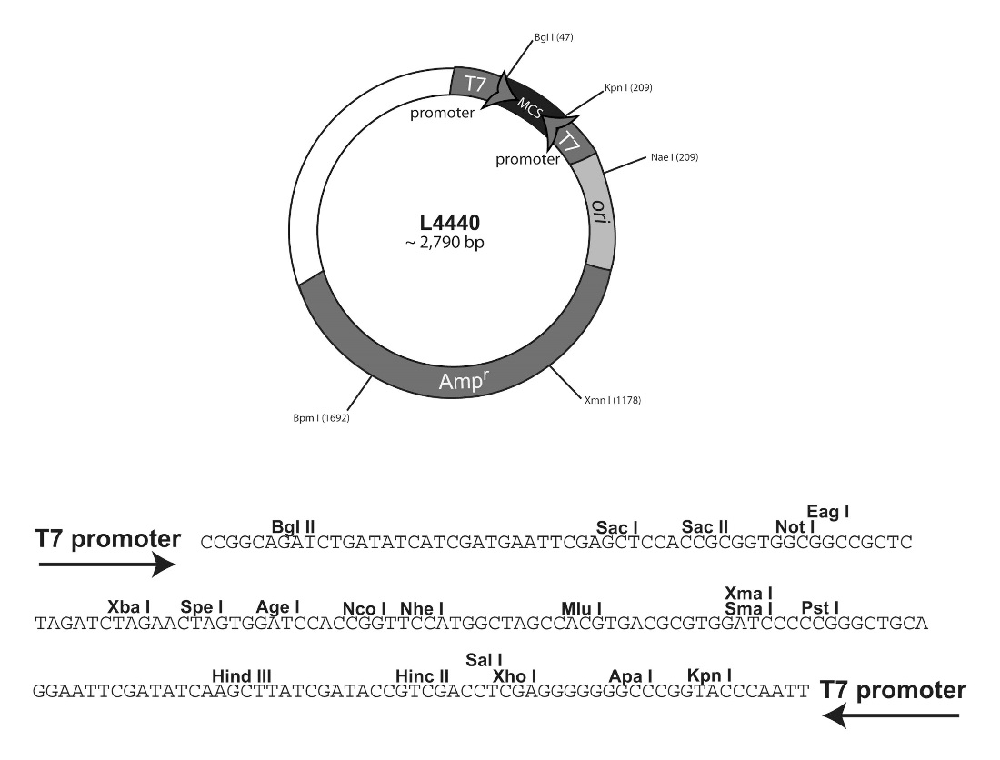 Bgl I (47)
T7
promoter
MCS
Kpn I (209)
T7
promoter
Nae I (209)
ori
L4440
~ 2,790 bp
Ampr
Xmn I (1178)
Bpm I (1692)
Eag I
Bgl II Sac I Sac II Not I
T7 promoter CCGGCAGATCTGATATCATCGATGAATTCGAGCTCCACCGCGGTGGCGGCCGCTC
Xma I
Xba I Spe I Age I Nco I Nhe I Mlu I Sma I Pst I
TAGATCTAGAACTAGTGGATCCACCGGTTCCATGGCTAGCCACGTGACGCGTGGATCCCCCGGGCTGCA
Sal I
Hind III Hinc II Xho I Apa I Kpn I
GGAATTCGATATCAAGCTTATCGATACCGTCGACCTCGAGGGGGGGCCCGGTACCCAATT T7 promoter